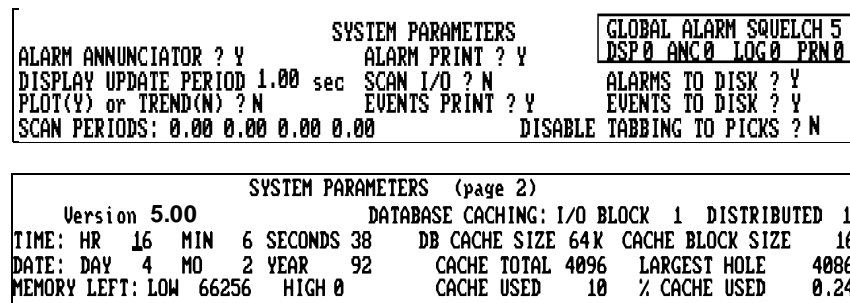 SYSTEM PARAMETERS
GLOBAL ALARM SQUELCH 5
ALARM ANNUNCIATOR ? Y ALARM PRINT ? Y DSP 0 ANC 0 LOG 0 PRN 0
DISPLAY UPDATE PERIOD 1.00 sec SCAN I/O ? N ALARMS TO DISK ? Y
PLOT(Y) or TREND(N) ? N EVENTS PRINT ? Y EVENTS TO DISK ? Y
SCAN PERIODS: 0.00 0.00 0.00 0.00 DISABLE TABBING TO PICKS ? N
SYSTEM PARAMETERS (page 2)
Version 5.00 DATABASE CACHING: I/O BLOCK 1 DISTRIBUTED 1
TIME: HR 16 MIN 6 SECONDS 38 DB CACHE SIZE 64K CACHE BLOCK SIZE 16
DATE: DAY 4 MO 2 YEAR 92 CACHE TOTAL 4096 LARGEST HOLE 4086
MEMORY LEFT: LOW 66256 HIGH 0 CACHE USED 10 % CACHE USED 0.24